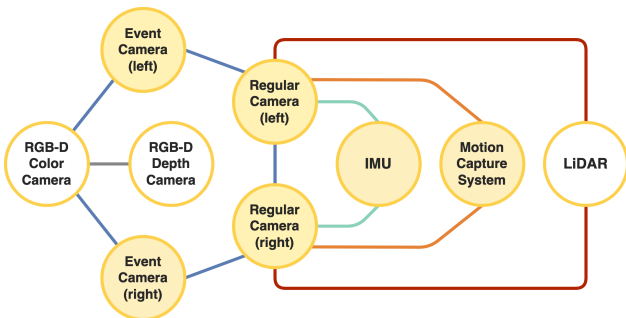 Event
Camera
(left)
Regular
Camera
(left)
RGB-D
Color
Camera
RGB-D
Depth
Camera
IMU
Motion
Capture
System
LiDAR
Regular
Camera
(right)
Event
Camera
(right)